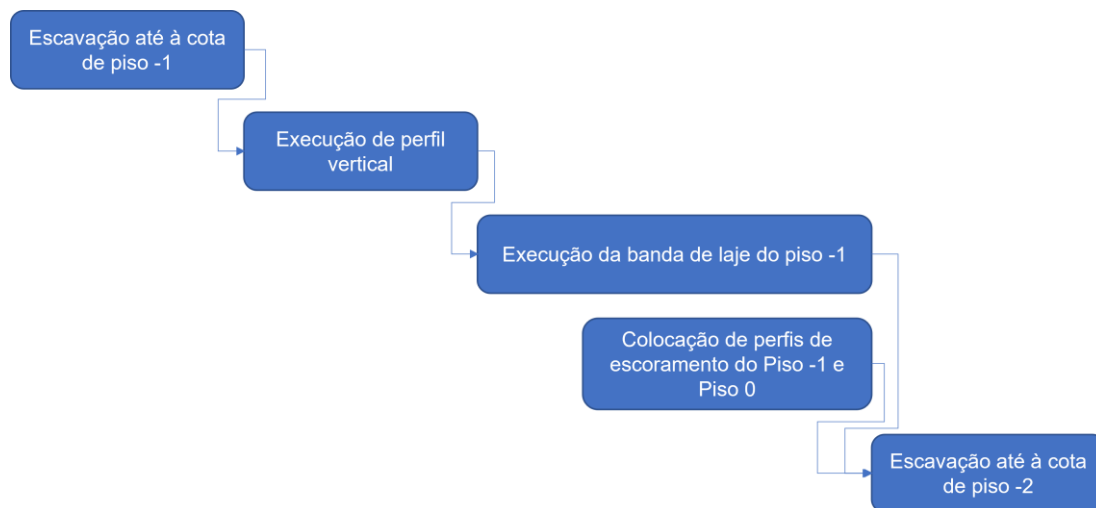 Escavação até à cota
de piso -1
Execução de perfil
vertical
Execução da banda de laje do piso -1
Colocação de perfis de
escoramento do Piso -1 e
Piso 0
Escavação até à cota
de piso -2